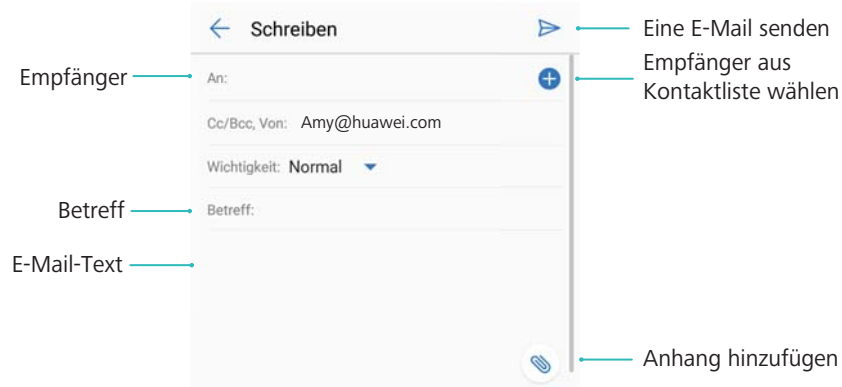 Schreiben
Eine E-Mail senden
Empfänger
An:
Empfänger aus
Kontaktliste wählen
Cc/Bcc, Von: Amy@huawei.com
Wichtigkeit: Normal
Betreff
Betreff:
E-Mail-Text
Anhang hinzufügen